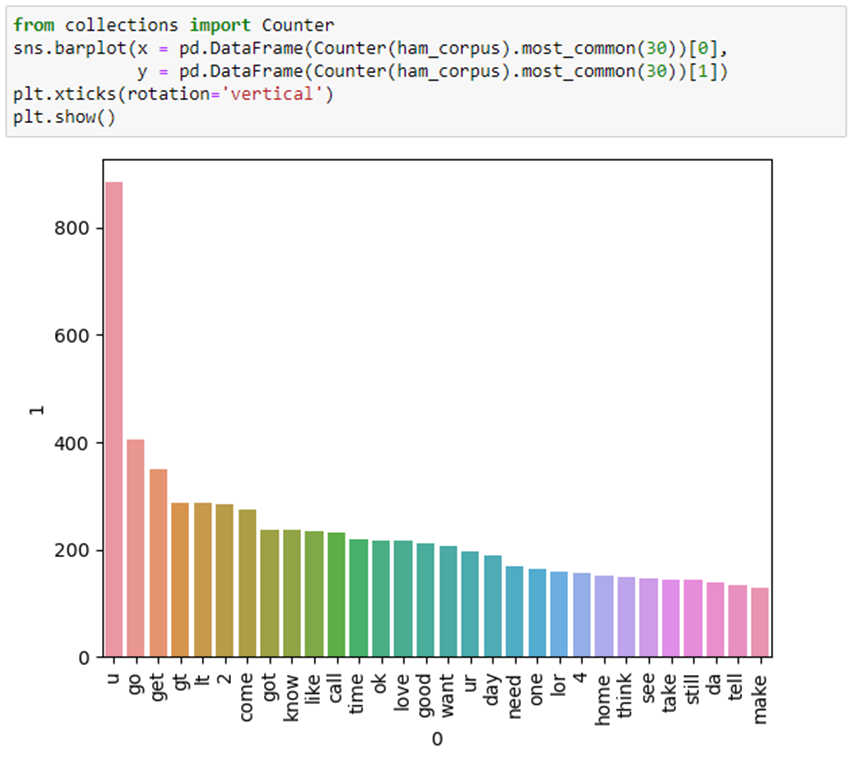 from collections import Counter
sns.barplot(x = pd.DataFrame(Counter(ham_corpus).most_common(30))[0],
            y = pd.DataFrame(Counter(ham_corpus).most_common(30))[1])
plt.xticks(rotation='vertical')
plt.show()
800
600
400
200
0
1
u
go
get
gt
lt
2
come
got
know
like
call
time
ok
love
good
want
ur
day
need
one
lor
4
home
think
see
take
still
da
tell
make
0